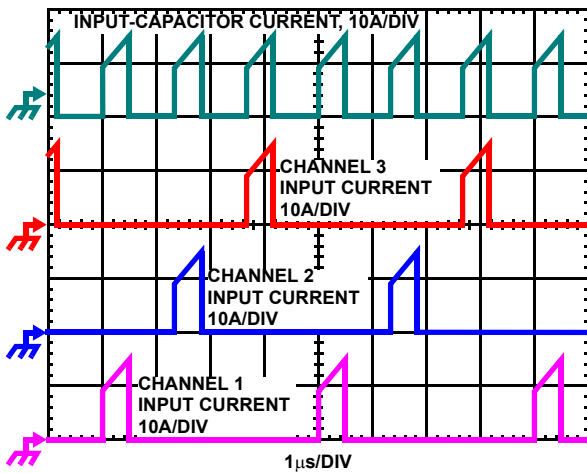 INPUT-CAPACITOR CURRENT, 10A/DIV
CHANNEL 3
INPUT CURRENT
10A/DIV
CHANNEL 2
INPUT CURRENT
10A/DIV
CHANNEL 1
INPUT CURRENT
10A/DIV
1μs/DIV